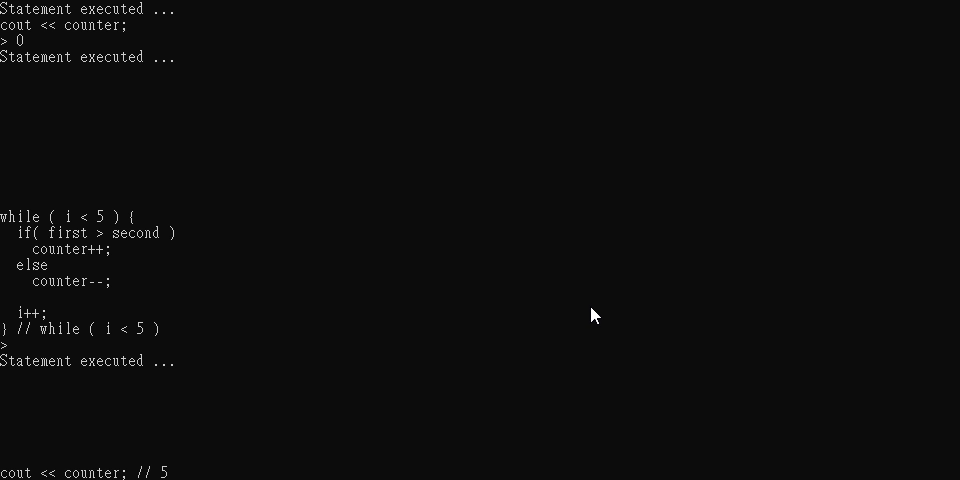 Statement executed ...
cout << counter;
> 0
Statement executed ...
while ( i < 5 ) {
if( first > second )
counter++;
else
counter--;
i++;
} // while ( i < 5 )
>
Statement executed ...
cout << counter; // 5